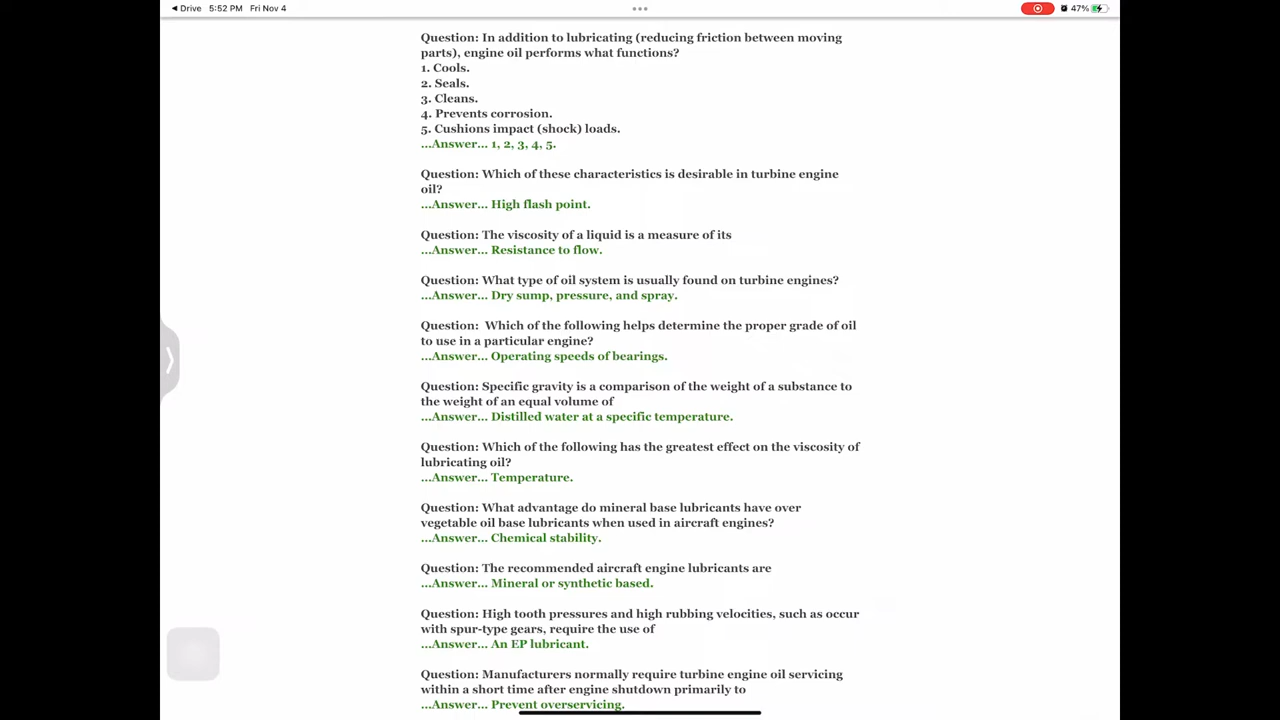 Drive 5:52 PM Fri Nov 4
47%
Question: In addition to lubricating (reducing friction between moving
parts), engine oil performs what functions?
1. Cools.
2. Seals.
3. Cleans.
4. Prevents corrosion.
5. Cushions impact (shock) loads.
...Answer... 1, 2, 3, 4, 5.
Question: Which of these characteristics is desirable in turbine engine
oil?
...Answer... High flash point.
Question: The viscosity of a liquid is a measure of its
...Answer... Resistance to flow.
Question: What type of oil system is usually found on turbine engines?
...Answer... Dry sump, pressure, and spray.
Question:  Which of the following helps determine the proper grade of oil
to use in a particular engine?
...Answer... Operating speeds of bearings.
Question: Specific gravity is a comparison of the weight of a substance to
the weight of an equal volume of
...Answer... Distilled water at a specific temperature.
Question: Which of the following has the greatest effect on the viscosity of
lubricating oil?
...Answer... Temperature.
Question: What advantage do mineral base lubricants have over
vegetable oil base lubricants when used in aircraft engines?
...Answer... Chemical stability.
Question: The recommended aircraft engine lubricants are
...Answer... Mineral or synthetic based.
Question: High tooth pressures and high rubbing velocities, such as occur
with spur-type gears, require the use of
...Answer... An EP lubricant.
Question: Manufacturers normally require turbine engine oil servicing
within a short time after engine shutdown primarily to
...Answer... Prevent overservicing.